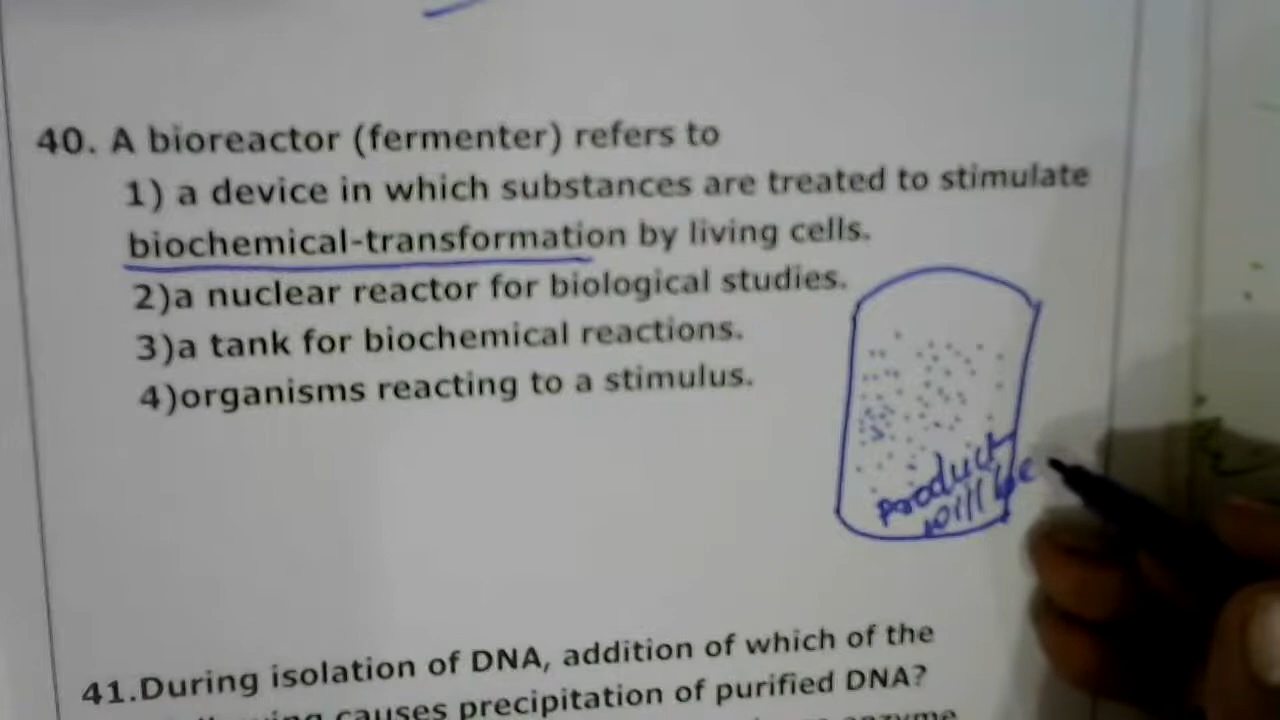 40. A bioreactor (fermenter) refers to
1) a device in which substances are treated to stimulate
biochemical-transformation by living cells.
2)a nuclear reactor for biological studies.
3)a tank for biochemical reactions.
4)organisms reacting to a stimulus.
product
will be
41.During isolation of DNA, addition of which of the
causes precipitation of purified DNA?
enzyme